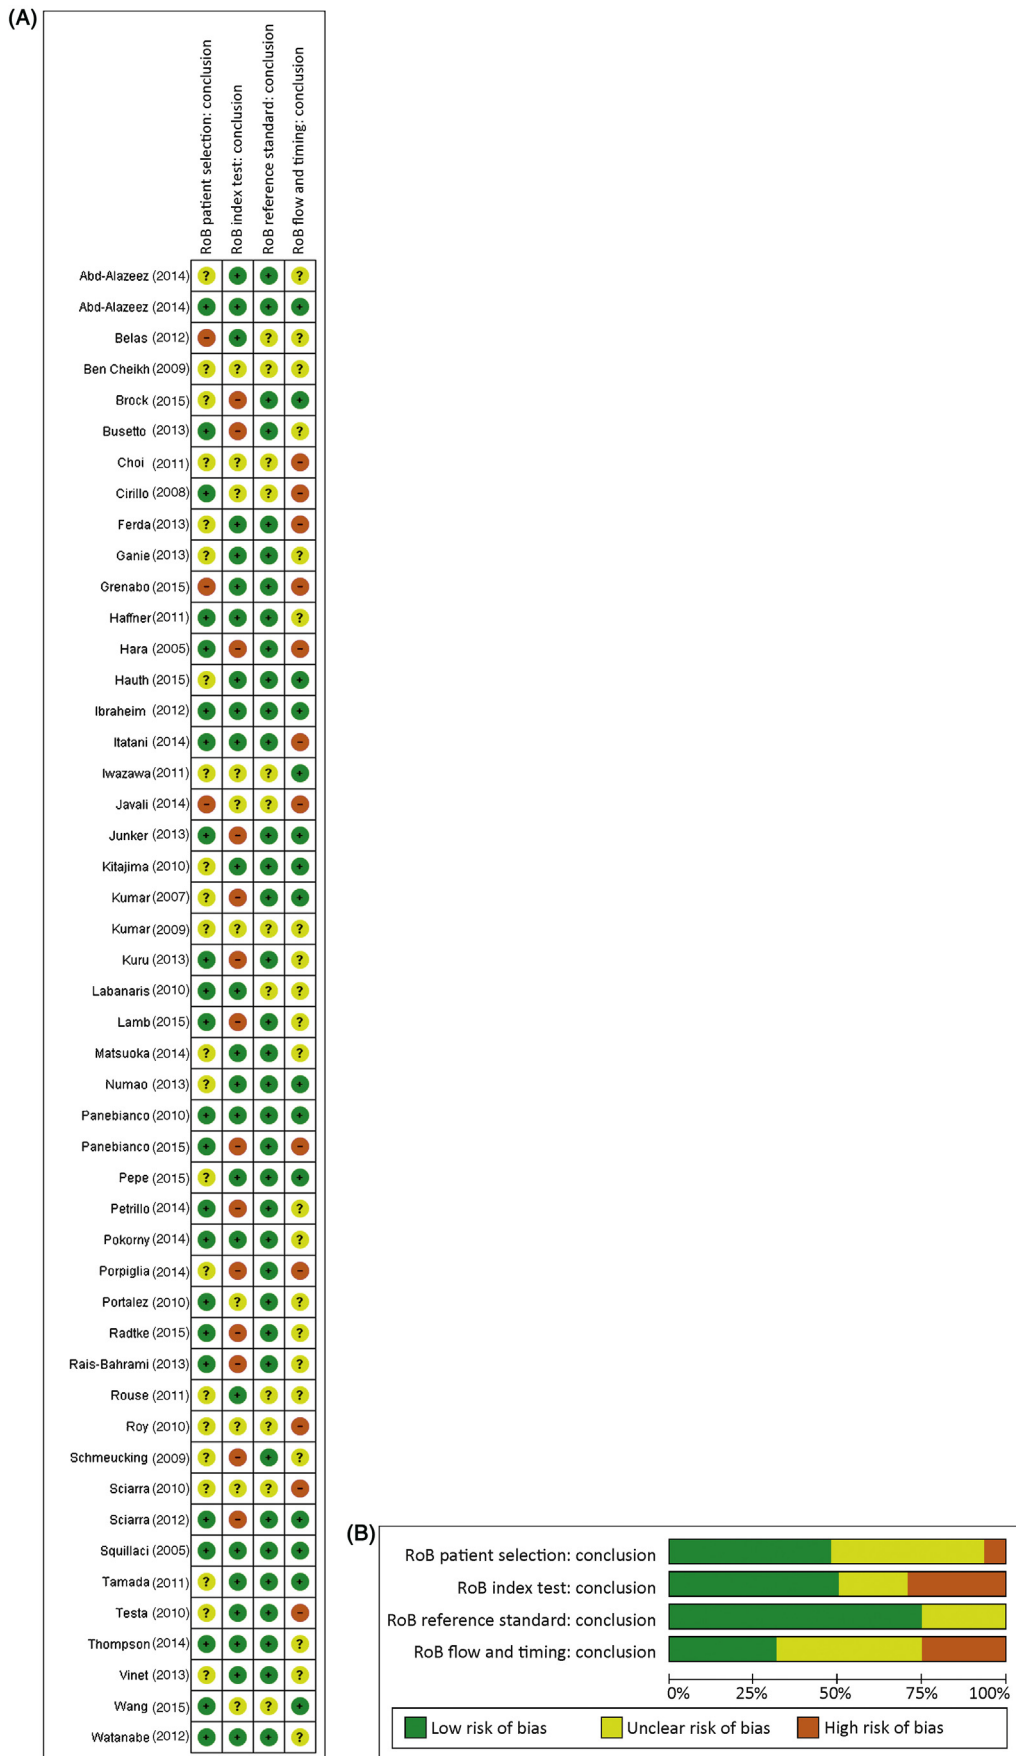 (A)
RoB patient selection: conclusion
RoB index test: conclusion
RoB reference standard: conclusion
RoB flow and timing: conclusion
Abd-Alazeez (2014) ? + + ?
Abd-Alazeez (2014) + + + +
Belas (2012) - + ? ?
Ben Cheikh (2009) ? ? ? ?
Brock (2015) ? - + +
Busetto (2013) + - + ?
Choi (2011) ? ? ? -
Cirillo (2008) + ? ? -
Ferda (2013) ? + + -
Ganie (2013) ? + + ?
Grenabo (2015) - + + -
Haffner (2011) + + + ?
Hara (2005) + - + -
Hauth (2015) ? + + +
Ibraheim (2012) + + + +
Itatani (2014) + + + -
Iwazawa (2011) ? ? ? +
Javali (2014) - ? ? -
Junker (2013) + - + +
Kitajima (2010) ? + + +
Kumar (2007) ? - + +
Kumar (2009) ? ? ? ?
Kuru (2013) + - + ?
Labanaris (2010) + + ? ?
Lamb (2015) + - + ?
Matsuoka (2014) ? + + ?
Numao (2013) ? + + +
Panebianco (2010) + + + +
Panebianco (2015) + - + -
Pepe (2015) ? + + +
Petrillo (2014) + - + ?
Pokorny (2014) + + + ?
Porpiglia (2014) ? - + -
Portalez (2010) + ? + ?
Radtke (2015) + - + ?
Rais-Bahrami (2013) + - + ?
Rouse (2011) ? + ? ?
Roy (2010) ? ? ? -
Schmeucking (2009) ? - + ?
Sciarra (2010) ? ? ? -
Sciarra (2012) + - + +
Squillaci (2005) + + + +
Tamada (2011) ? + + +
Testa (2010) ? + + -
Thompson (2014) + + + ?
Vinet (2013) ? + + ?
Wang (2015) + ? ? +
Watanabe (2012) + + + ?
(B)
RoB patient selection: conclusion
RoB index test: conclusion
RoB reference standard: conclusion
RoB flow and timing: conclusion
0% 25% 50% 75% 100%
Low risk of bias Unclear risk of bias High risk of bias